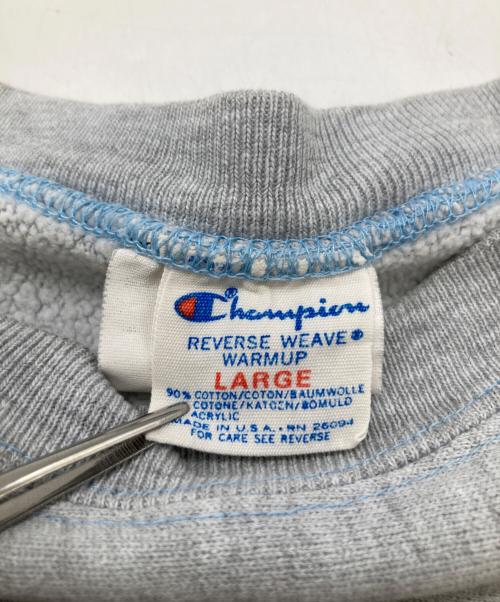 Champion®
REVERSE WEAVE®
WARMUP
LARGE
90% COTTON/COTON/BAUMWOLLE
COTONE/KATOEN/BOMULD
ACRYLIC
MADE IN U.S.A. - RN 26094
FOR CARE SEE REVERSE